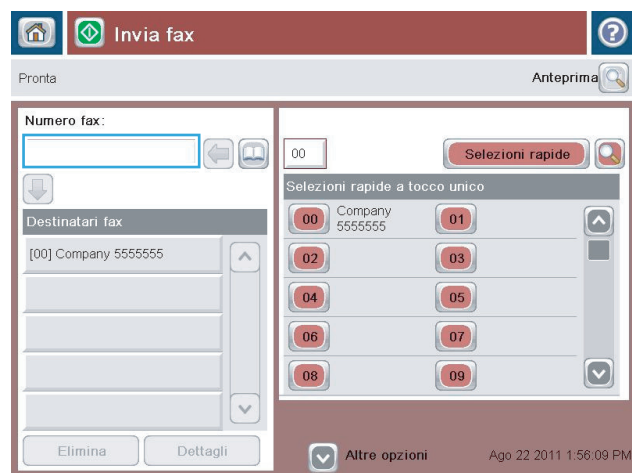 Invia fax
Pronta
Anteprima
Numero fax:
00
Selezioni rapide
Selezioni rapide a tocco unico
Destinatari fax
[00] Company 5555555
00 Company 5555555 01
02 03
04 05
06 07
08 09
Elimina Dettagli
Altre opzioni
Ago 22 2011 1:56:09 PM